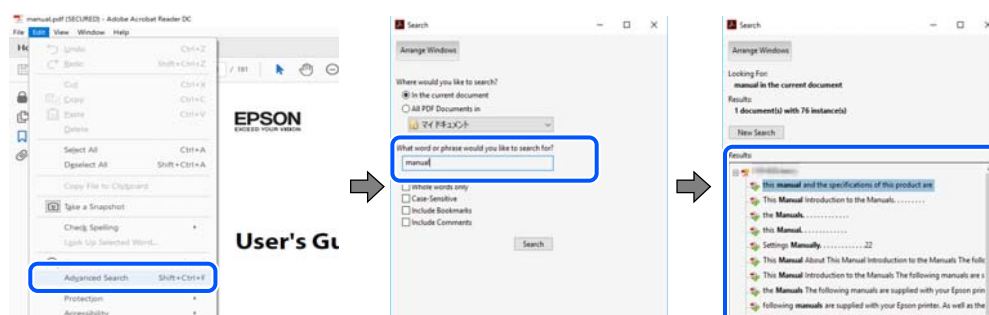 manual.pdf (SECURED) - Adobe Acrobat Reader DC
File Edit View Window Help
Undo Ctrl+Z
Redo Shift+Ctrl+Z
Cut Ctrl+X
Copy Ctrl+C
Paste Ctrl+V
Delete
Select All Ctrl+A
Deselect All Shift+Ctrl+A
Copy File to Clipboard
Take a Snapshot
Check Spelling
Look Up Selected Word...
Advanced Search Shift+Ctrl+F
Protection
Accessibility
/ 181
EPSON
EXCEED YOUR VISION
User's Gu
Search
Arrange Windows
Where would you like to search?
In the current document
All PDF Documents in
マイ ドキュメント
What word or phrase would you like to search for?
manual
Whole words only
Case-Sensitive
Include Bookmarks
Include Comments
Search
Search
Arrange Windows
Looking For:
manual in the current document
Results:
1 document(s) with 76 instance(s)
New Search
Results:
this manual and the specifications of this product are
This Manual Introduction to the Manuals. . . . . . . .
the Manuals. . . . . . . . . . . .
this Manual. . . . . . . . . . . .
Settings Manually. . . . . . . . . . . .22
This Manual About This Manual Introduction to the Manuals The follo
This Manual Introduction to the Manuals The following manuals are s
the Manuals The following manuals are supplied with your Epson prin
following manuals are supplied with your Epson printer. As well as the